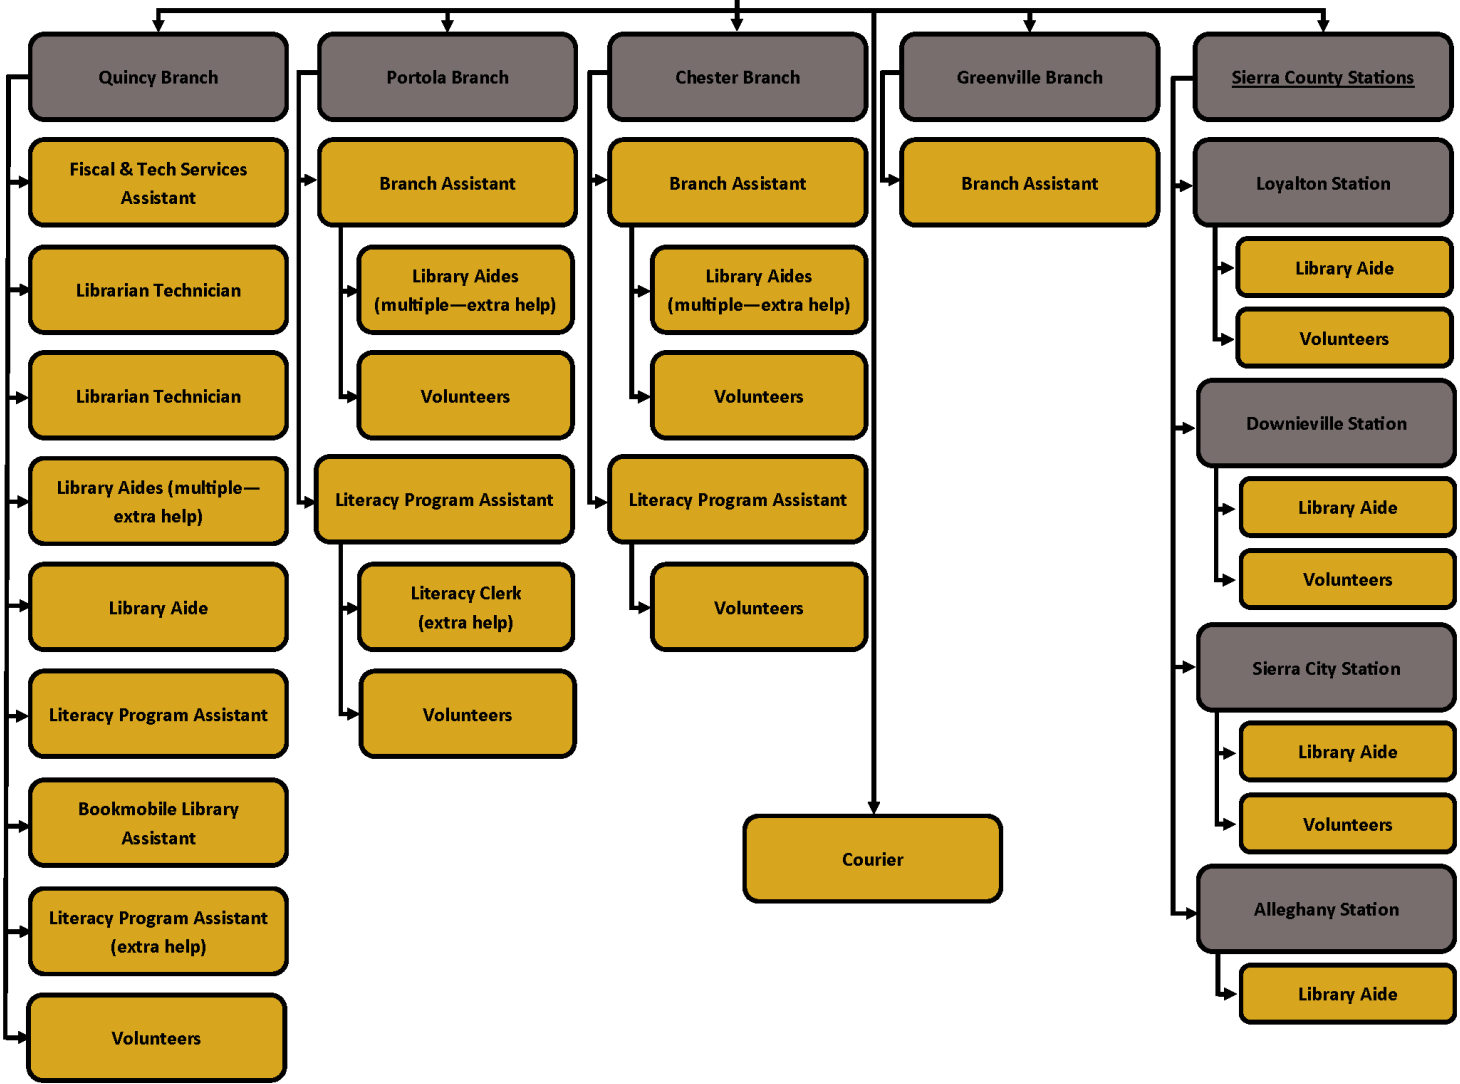 Quincy Branch
Fiscal & Tech Services
Assistant
Librarian Technician
Librarian Technician
Library Aides (multiple—
extra help)
Library Aide
Literacy Program Assistant
Bookmobile Library
Assistant
Literacy Program Assistant
(extra help)
Volunteers
Portola Branch
Branch Assistant
Library Aides
(multiple—extra help)
Volunteers
Literacy Program Assistant
Literacy Clerk
(extra help)
Volunteers
Chester Branch
Branch Assistant
Library Aides
(multiple—extra help)
Volunteers
Literacy Program Assistant
Volunteers
Courier
Greenville Branch
Branch Assistant
Sierra County Stations
Loyalton Station
Library Aide
Volunteers
Downieville Station
Library Aide
Volunteers
Sierra City Station
Library Aide
Volunteers
Alleghany Station
Library Aide